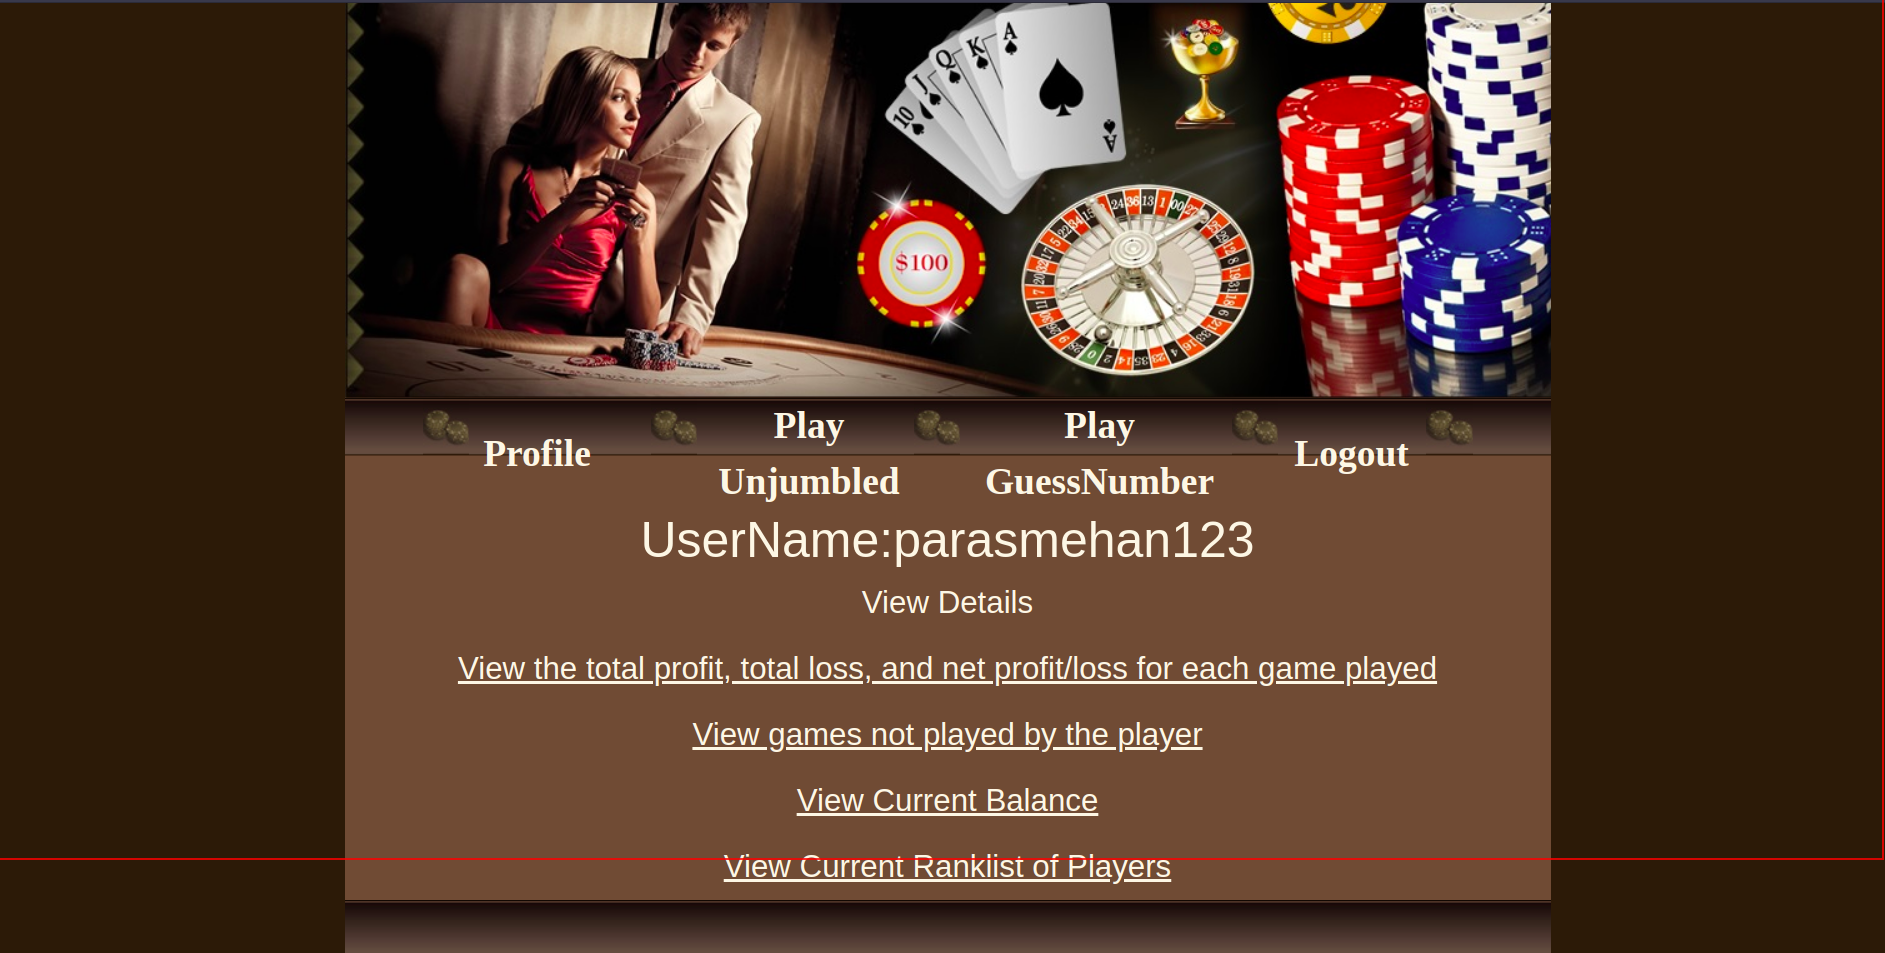 A
K
Q
J
10
A
$100
Profile
Play
Unjumbled
Play
GuessNumber
Logout
UserName:parasmehan123
View Details
View the total profit, total loss, and net profit/loss for each game played
View games not played by the player
View Current Balance
View Current Ranklist of Players